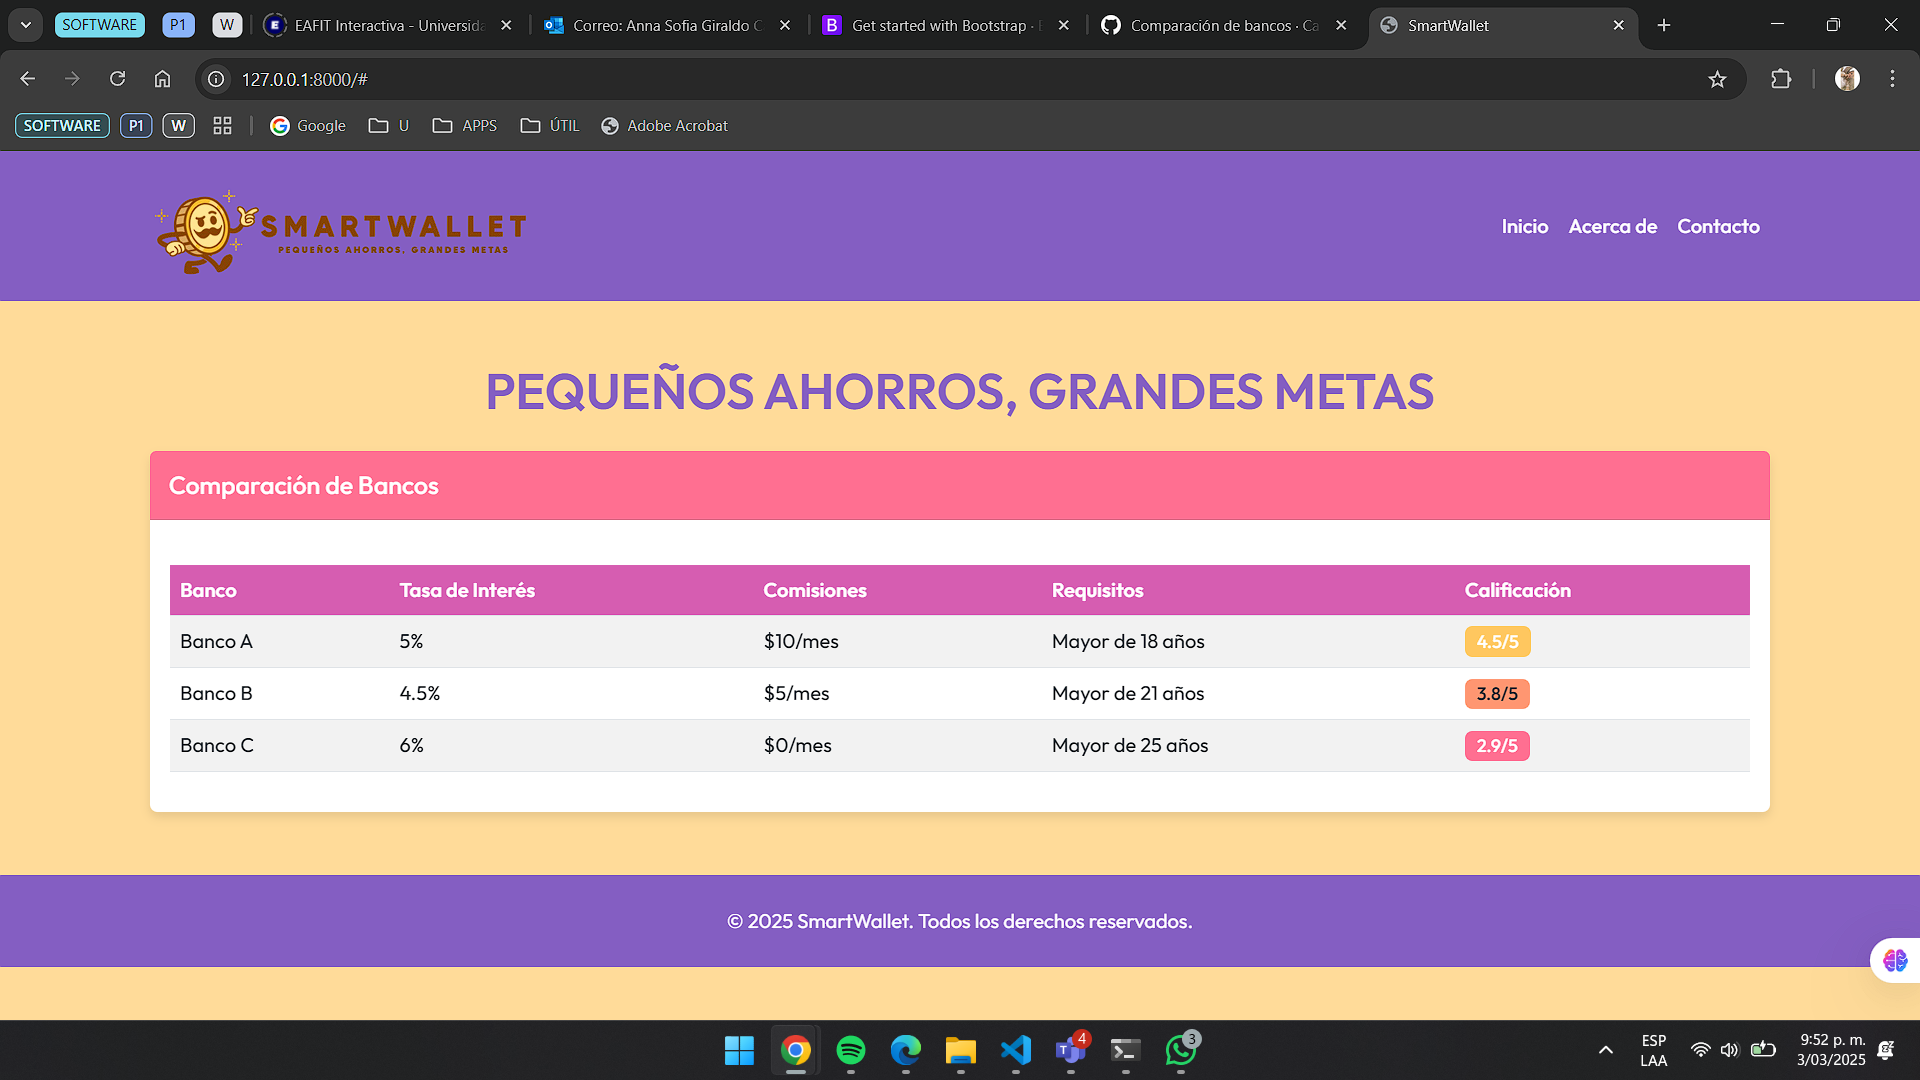 SOFTWARE P1 W EAFIT Interactiva - Universida Correo: Anna Sofia Giraldo C Get started with Bootstrap · Comparación de bancos · Ca SmartWallet
127.0.0.1:8000/#
SOFTWARE P1 W Google U APPS ÚTIL Adobe Acrobat
SMARTWALLET
PEQUEÑOS AHORROS, GRANDES METAS
Inicio Acerca de Contacto
PEQUEÑOS AHORROS, GRANDES METAS
Comparación de Bancos
Banco Tasa de Interés Comisiones Requisitos Calificación
Banco A 5% $10/mes Mayor de 18 años 4.5/5
Banco B 4.5% $5/mes Mayor de 21 años 3.8/5
Banco C 6% $0/mes Mayor de 25 años 2.9/5
© 2025 SmartWallet. Todos los derechos reservados.
4 3
ESP
LAA
9:52 p. m.
3/03/2025